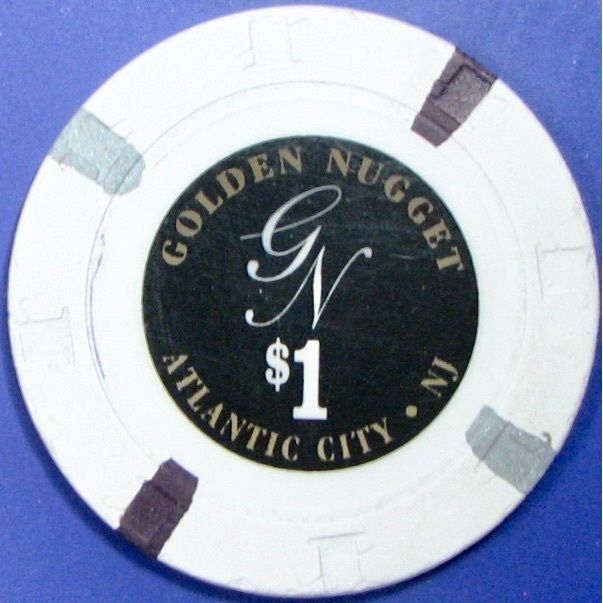 GOLDEN NUGGET
GN
$1
ATLANTIC CITY • NJ